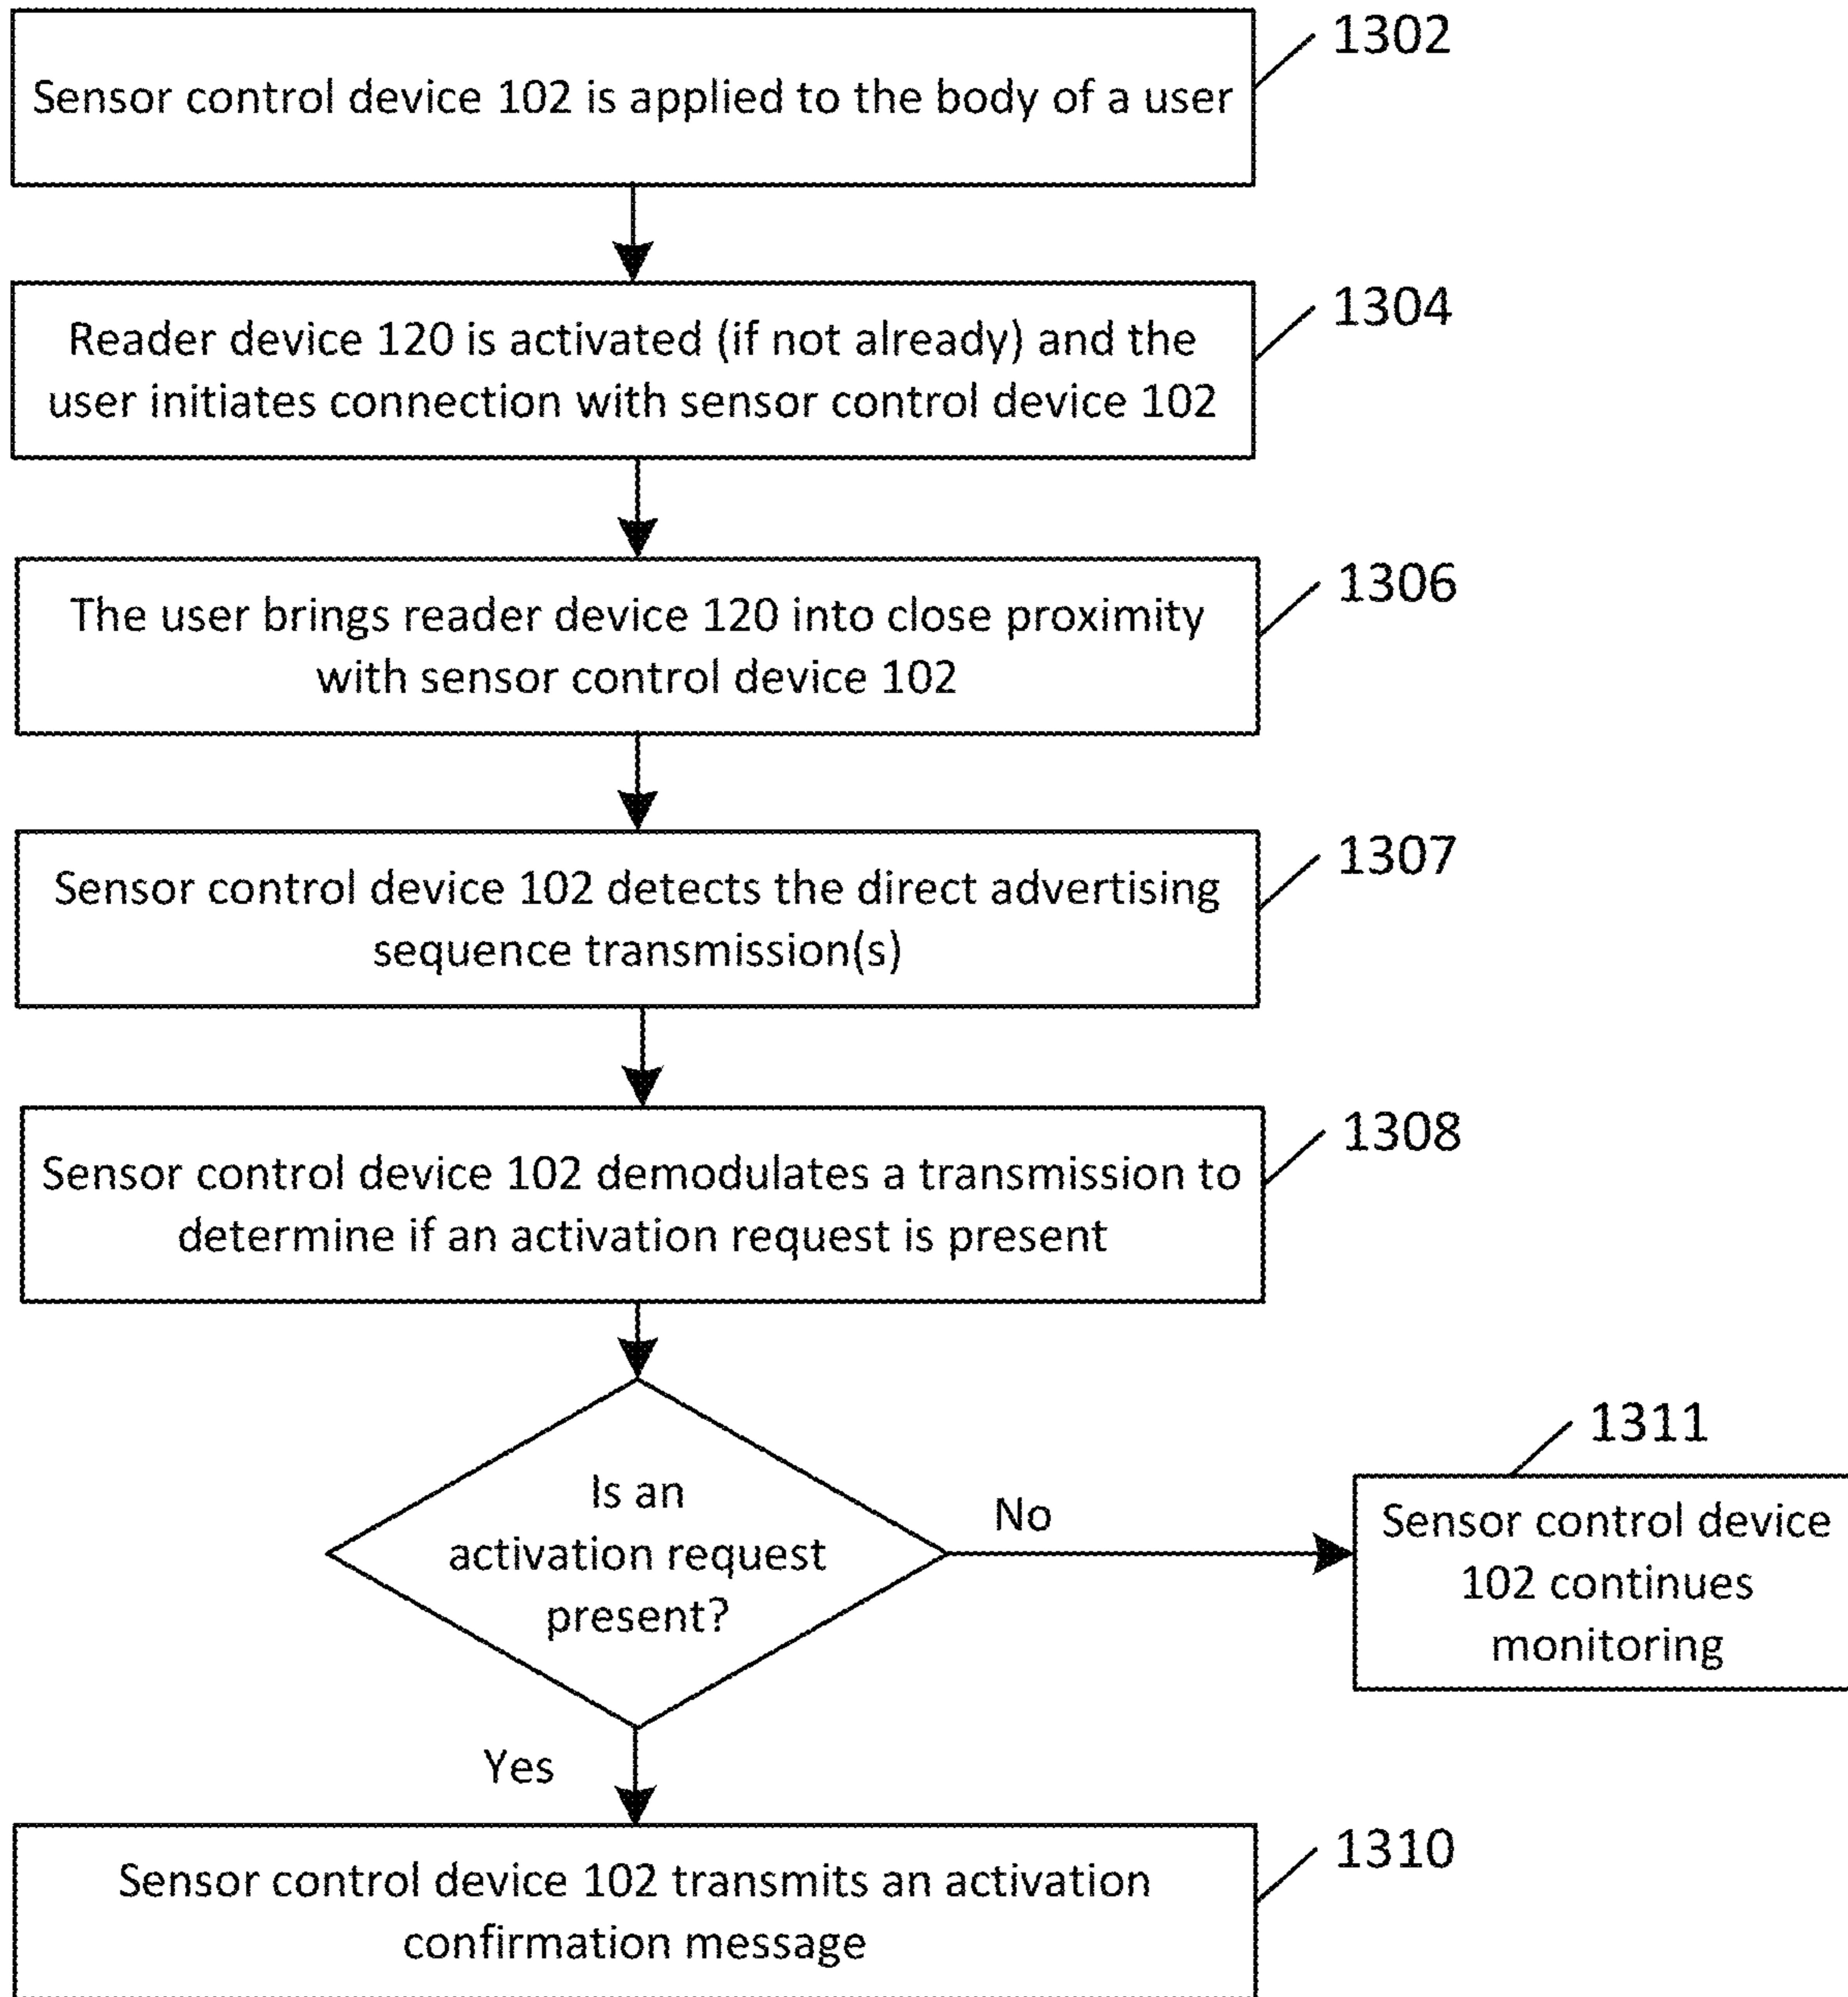 1302
Sensor control device 102 is applied to the body of a user
1304
Reader device 120 is activated (if not already) and the
user initiates connection with sensor control device 102
1306
The user brings reader device 120 into close proximity
with sensor control device 102
1307
Sensor control device 102 detects the direct advertising
sequence transmission(s)
1308
Sensor control device 102 demodulates a transmission to
determine if an activation request is present
Is an
activation request
present?
No
1311
Sensor control device
102 continues
monitoring
Yes
1310
Sensor control device 102 transmits an activation
confirmation message